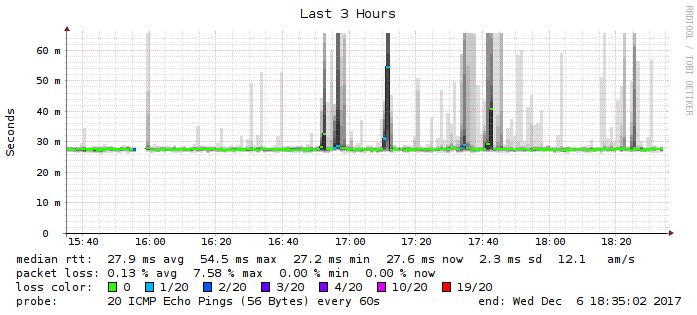 Last 3 Hours
RRDTOOL / TOBI OETIKER
Seconds
60 m
50 m
40 m
30 m
20 m
10 m
0
15:40 16:00 16:20 16:40 17:00 17:20 17:40 18:00 18:20
median rtt: 27.9 ms avg 54.5 ms max 27.2 ms min 27.6 ms now 2.3 ms sd 12.1 am/s
packet loss: 0.13 % avg 7.58 % max 0.00 % min 0.00 % now
loss color: 0 1/20 2/20 3/20 4/20 10/20 19/20
probe: 20 ICMP Echo Pings (56 Bytes) every 60s end: Wed Dec 6 18:35:02 2017